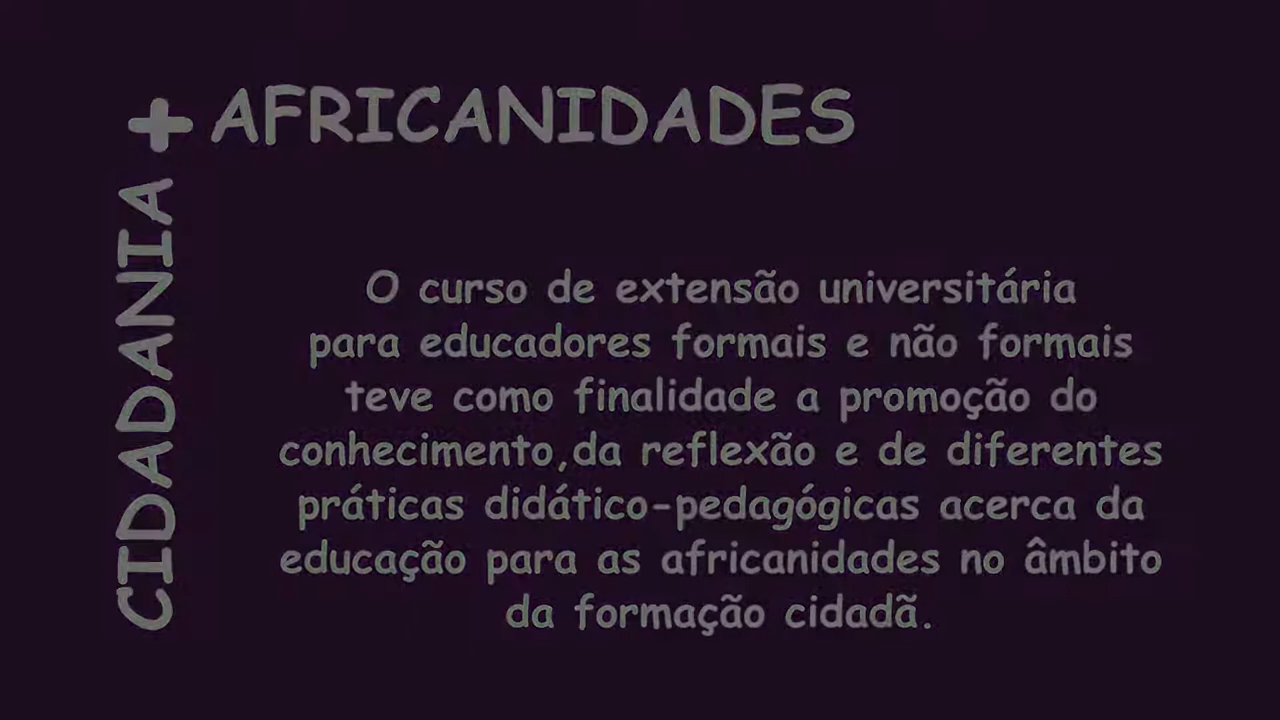 + AFRICANIDADES
CIDADANIA
O curso de extensão universitária
para educadores formais e não formais
teve como finalidade a promoção do
conhecimento,da reflexão e de diferentes
práticas didático-pedagógicas acerca da
educação para as africanidades no âmbito
da formação cidadã.